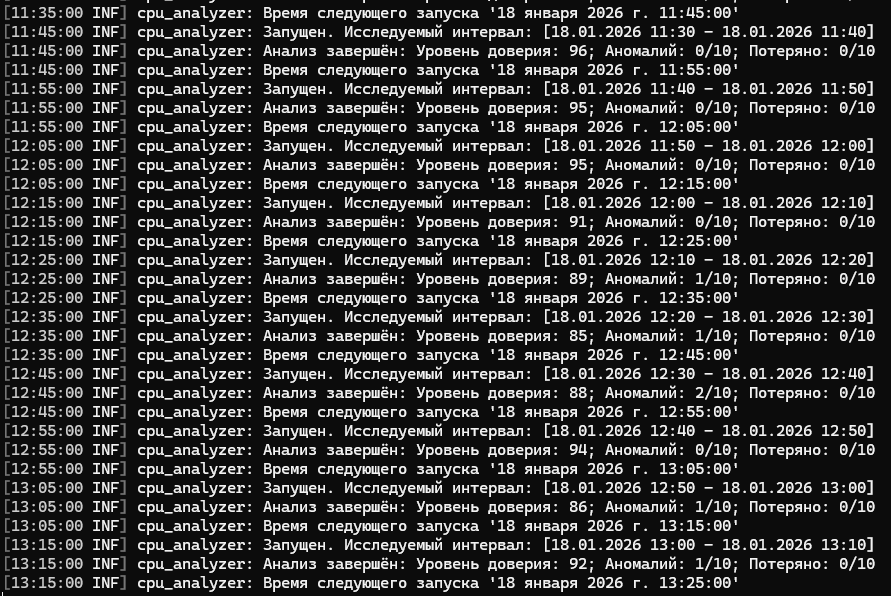 [11:35:00 INF] cpu_analyzer: Время следующего запуска '18 января 2026 г. 11:45:00'
[11:45:00 INF] cpu_analyzer: Запущен. Исследуемый интервал: [18.01.2026 11:30 - 18.01.2026 11:40]
[11:45:00 INF] cpu_analyzer: Анализ завершён: Уровень доверия: 96; Аномалий: 0/10; Потеряно: 0/10
[11:45:00 INF] cpu_analyzer: Время следующего запуска '18 января 2026 г. 11:55:00'
[11:55:00 INF] cpu_analyzer: Запущен. Исследуемый интервал: [18.01.2026 11:40 - 18.01.2026 11:50]
[11:55:00 INF] cpu_analyzer: Анализ завершён: Уровень доверия: 95; Аномалий: 0/10; Потеряно: 0/10
[11:55:00 INF] cpu_analyzer: Время следующего запуска '18 января 2026 г. 12:05:00'
[12:05:00 INF] cpu_analyzer: Запущен. Исследуемый интервал: [18.01.2026 11:50 - 18.01.2026 12:00]
[12:05:00 INF] cpu_analyzer: Анализ завершён: Уровень доверия: 95; Аномалий: 0/10; Потеряно: 0/10
[12:05:00 INF] cpu_analyzer: Время следующего запуска '18 января 2026 г. 12:15:00'
[12:15:00 INF] cpu_analyzer: Запущен. Исследуемый интервал: [18.01.2026 12:00 - 18.01.2026 12:10]
[12:15:00 INF] cpu_analyzer: Анализ завершён: Уровень доверия: 91; Аномалий: 0/10; Потеряно: 0/10
[12:15:00 INF] cpu_analyzer: Время следующего запуска '18 января 2026 г. 12:25:00'
[12:25:00 INF] cpu_analyzer: Запущен. Исследуемый интервал: [18.01.2026 12:10 - 18.01.2026 12:20]
[12:25:00 INF] cpu_analyzer: Анализ завершён: Уровень доверия: 89; Аномалий: 1/10; Потеряно: 0/10
[12:25:00 INF] cpu_analyzer: Время следующего запуска '18 января 2026 г. 12:35:00'
[12:35:00 INF] cpu_analyzer: Запущен. Исследуемый интервал: [18.01.2026 12:20 - 18.01.2026 12:30]
[12:35:00 INF] cpu_analyzer: Анализ завершён: Уровень доверия: 85; Аномалий: 1/10; Потеряно: 0/10
[12:35:00 INF] cpu_analyzer: Время следующего запуска '18 января 2026 г. 12:45:00'
[12:45:00 INF] cpu_analyzer: Запущен. Исследуемый интервал: [18.01.2026 12:30 - 18.01.2026 12:40]
[12:45:00 INF] cpu_analyzer: Анализ завершён: Уровень доверия: 88; Аномалий: 2/10; Потеряно: 0/10
[12:45:00 INF] cpu_analyzer: Время следующего запуска '18 января 2026 г. 12:55:00'
[12:55:00 INF] cpu_analyzer: Запущен. Исследуемый интервал: [18.01.2026 12:40 - 18.01.2026 12:50]
[12:55:00 INF] cpu_analyzer: Анализ завершён: Уровень доверия: 94; Аномалий: 0/10; Потеряно: 0/10
[12:55:00 INF] cpu_analyzer: Время следующего запуска '18 января 2026 г. 13:05:00'
[13:05:00 INF] cpu_analyzer: Запущен. Исследуемый интервал: [18.01.2026 12:50 - 18.01.2026 13:00]
[13:05:00 INF] cpu_analyzer: Анализ завершён: Уровень доверия: 86; Аномалий: 1/10; Потеряно: 0/10
[13:05:00 INF] cpu_analyzer: Время следующего запуска '18 января 2026 г. 13:15:00'
[13:15:00 INF] cpu_analyzer: Запущен. Исследуемый интервал: [18.01.2026 13:00 - 18.01.2026 13:10]
[13:15:00 INF] cpu_analyzer: Анализ завершён: Уровень доверия: 92; Аномалий: 1/10; Потеряно: 0/10
[13:15:00 INF] cpu_analyzer: Время следующего запуска '18 января 2026 г. 13:25:00'